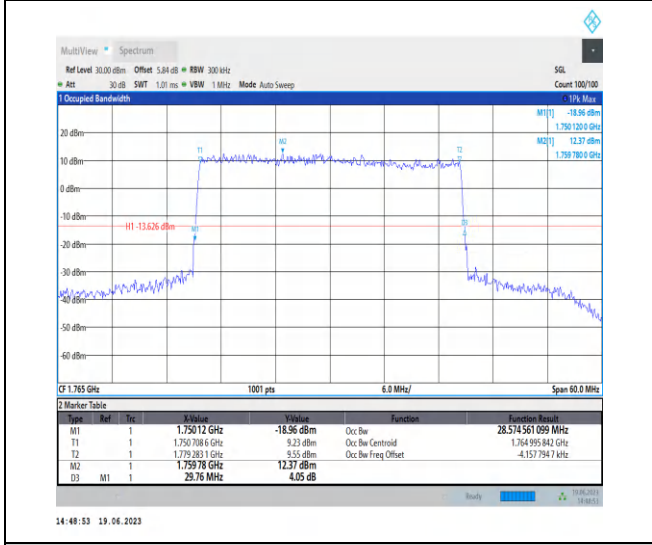 MultiView Spectrum
Ref Level 30.00 dBm Offset 5.84 dB RBW 300 kHz SGL
Att 30 dB SWT 1.01 ms VBW 1 MHz Mode Auto Sweep Count 100/100
1 Occupied Bandwidth 1Pk Max
M1[1] -18.96 dBm
1.750 120 0 GHz
M2[1] 12.37 dBm
1.759 780 0 GHz
20 dBm
M2
T1 T2
10 dBm
0 dBm
-10 dBm
H1 -13.626 dBm M1 D3
-20 dBm
-30 dBm
-40 dBm
-50 dBm
-60 dBm
CF 1.765 GHz 1001 pts 6.0 MHz/ Span 60.0 MHz
2 Marker Table
Type Ref Trc X-Value Y-Value Function Function Result
M1 1 1.75012 GHz -18.96 dBm Occ Bw 28.574 561 099 MHz
T1 1 1.750 708 6 GHz 9.23 dBm Occ Bw Centroid 1.764 995 842 GHz
T2 1 1.779 283 1 GHz 9.55 dBm Occ Bw Freq Offset -4.157 794 7 kHz
M2 1 1.75978 GHz 12.37 dBm
D3 M1 1 29.76 MHz 4.05 dB
Ready 19.06.2023
14:48:52
14:48:53 19.06.2023